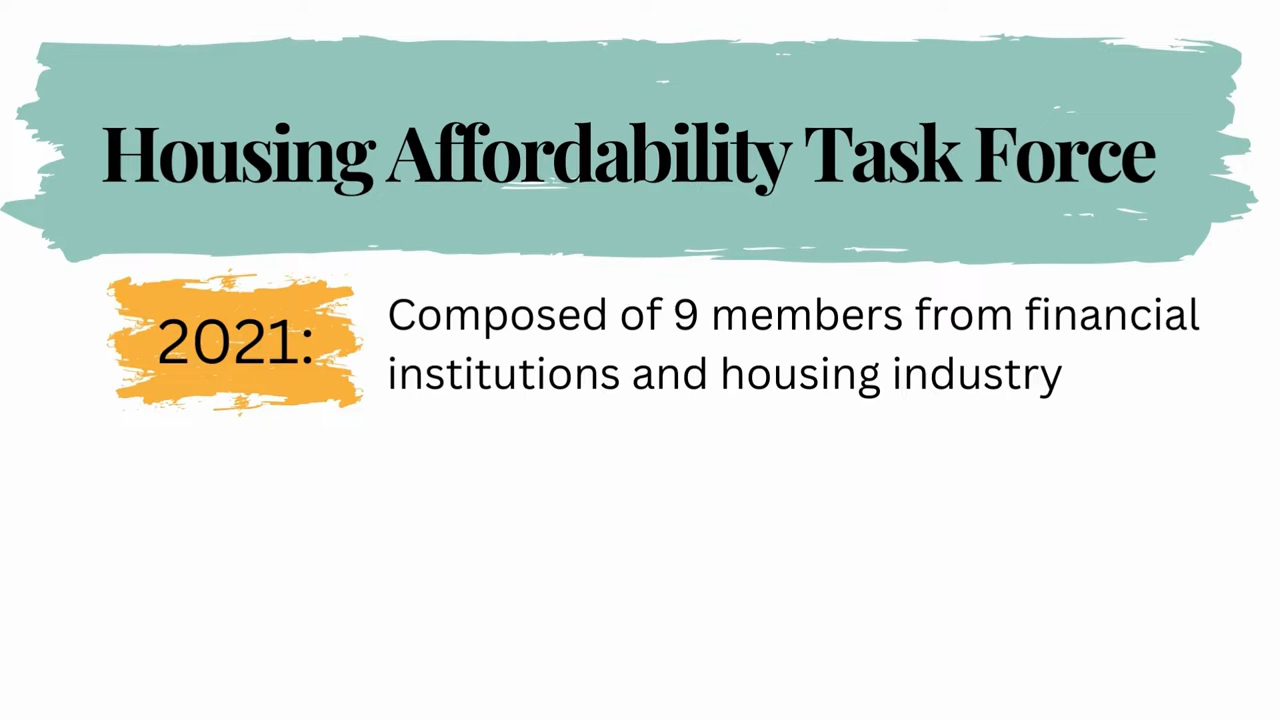 Housing Affordability Task Force
2021:
Composed of 9 members from financial
institutions and housing industry